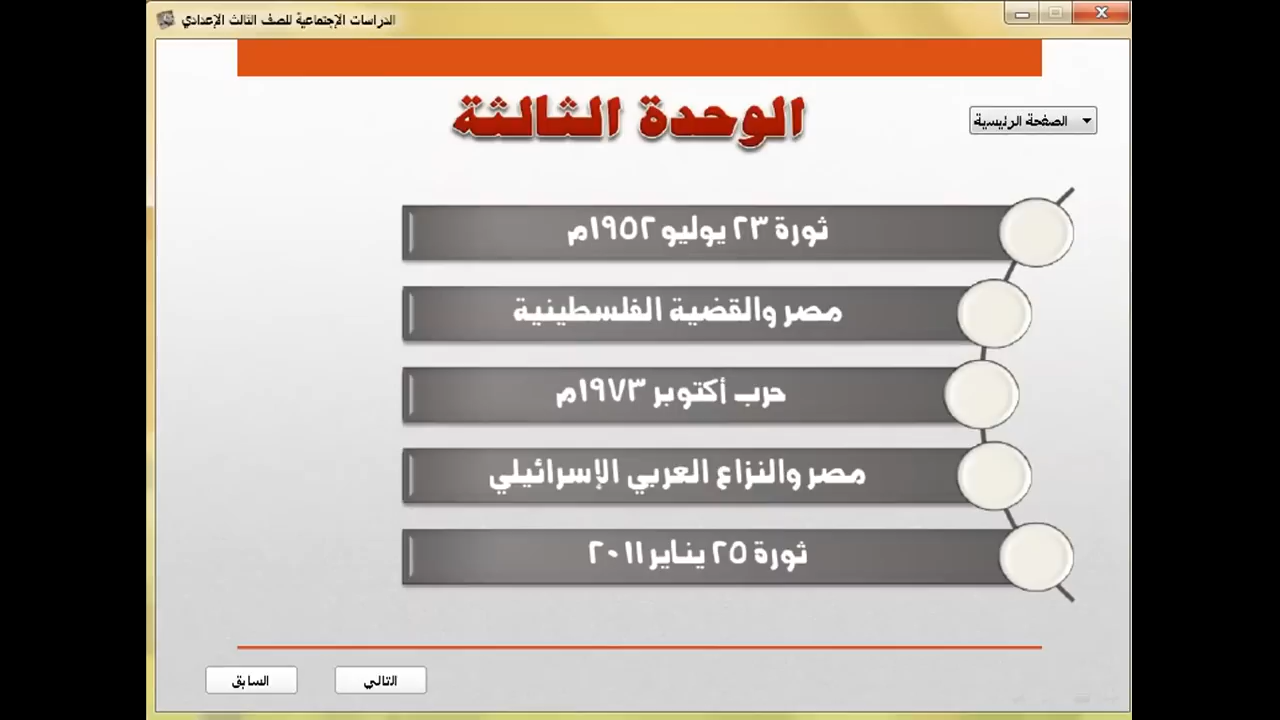 الدراسات الإجتماعية للصف الثالث الإعدادي
الوحدة الثالثة
الصفحة الرئيسية
ثورة ٢٣ يوليو ١٩٥٢م
مصر والقضية الفلسطينية
حرب أكتوبر ١٩٧٣م
مصر والنزاع العربي الإسرائيلي
ثورة ٢٥ يناير ٢٠١١
التالي
السابق